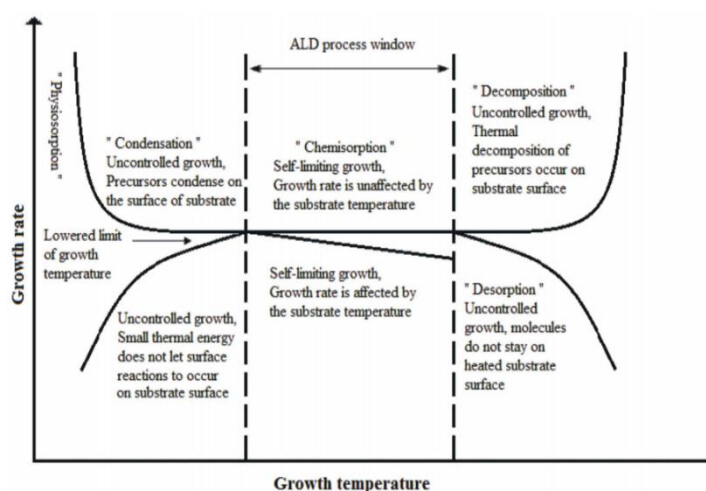 ALD process window
" Physiosorption "
" Condensation "
Uncontrolled growth,
Precursors condense on
the surface of substrate
" Chemisorption "
Self-limiting growth,
Growth rate is unaffected by
the substrate temperature
" Decomposition "
Uncontrolled growth,
Thermal
decomposition of
precursors occur on
substrate surface
Lowered limit
of growth
temperature
Growth rate
Uncontrolled growth,
Small thermal energy
does not let surface
reactions to occur
on substrate surface
Self-limiting growth,
Growth rate is affected by
the substrate temperature
" Desorption "
Uncontrolled
growth, molecules
do not stay on
heated substrate
surface
Growth temperature